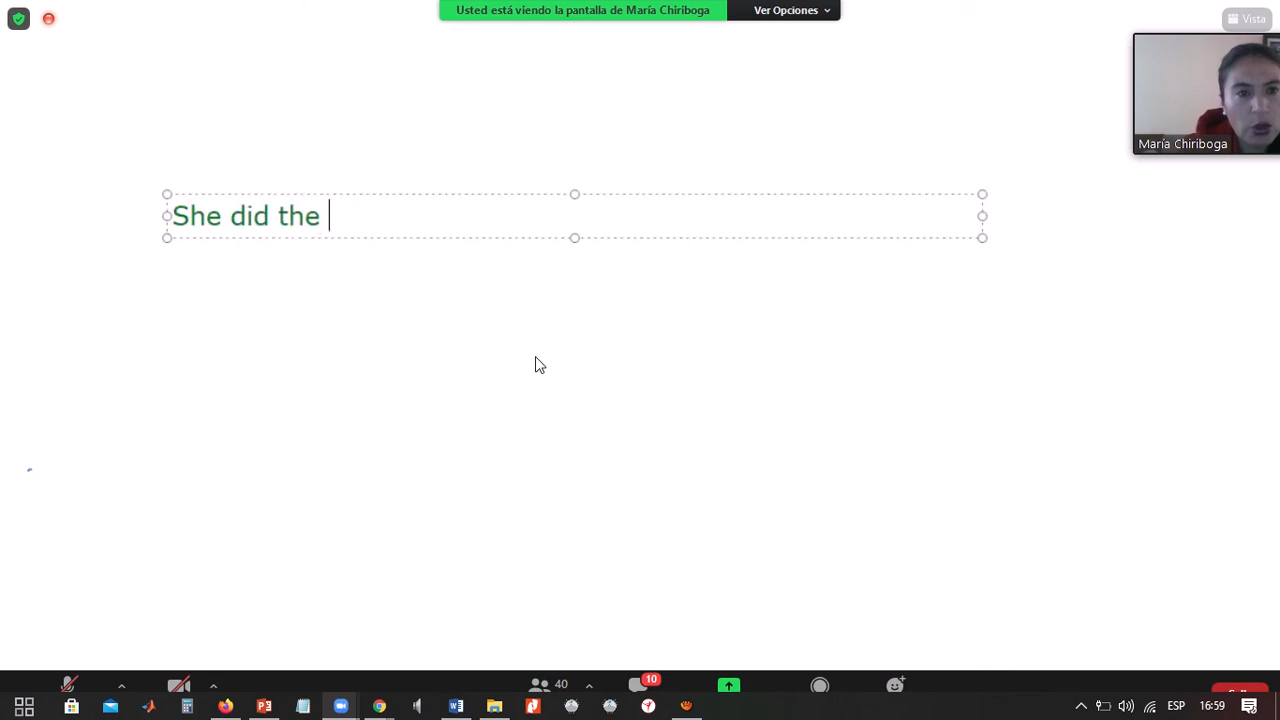 Usted está viendo la pantalla de María Chiriboga
Ver Opciones
Vista
María Chiriboga
She did the
40
10
ESP
16:59